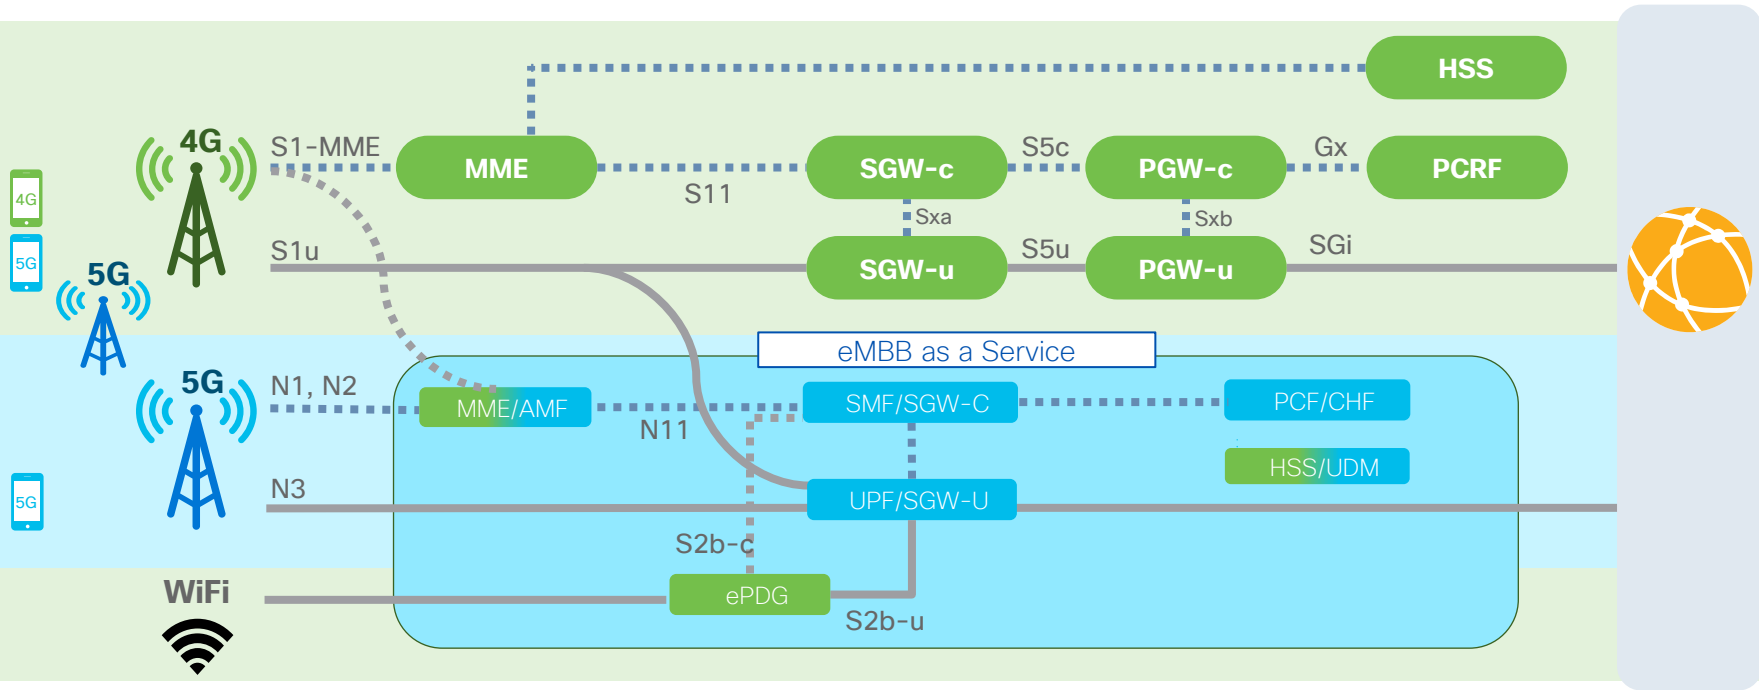 HSS
4G
S1-MME
MME
S11
SGW-c
S5c
PGW-c
Gx
PCRF
4G
Sxa
Sxb
5G
5G
S1u
SGW-u
S5u
PGW-u
SGi
eMBB as a Service
5G
N1, N2
MME/AMF
N11
SMF/SGW-C
PCF/CHF
HSS/UDM
5G
N3
UPF/SGW-U
S2b-c
WiFi
ePDG
S2b-u